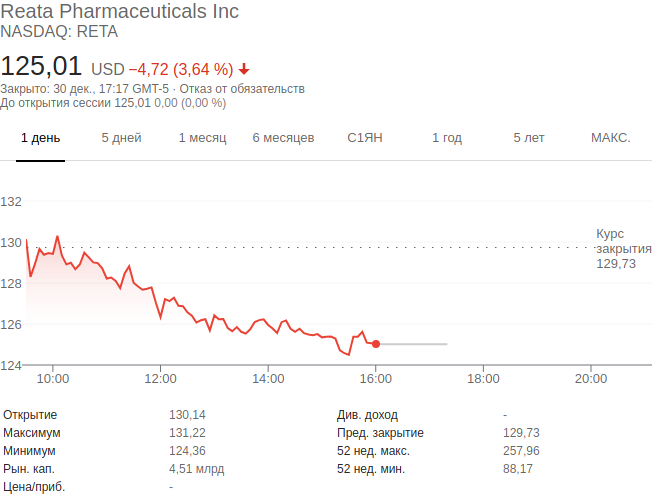 Reata Pharmaceuticals Inc
NASDAQ: RETA
125,01 USD −4,72 (3,64 %)
Закрыто: 30 дек., 17:17 GMT-5 · Отказ от обязательств
До открытия сессии 125,01 0,00 (0,00 %)
1 день 5 дней 1 месяц 6 месяцев С1ЯН 1 год 5 лет МАКС.
132
130
128
126
124
Курс
закрытия
129,73
10:00 12:00 14:00 16:00 18:00 20:00
Открытие 130,14 Див. доход -
Максимум 131,22 Пред. закрытие 129,73
Минимум 124,36 52 нед. макс. 257,96
Рын. кап. 4,51 млрд 52 нед. мин. 88,17
Цена/приб. -